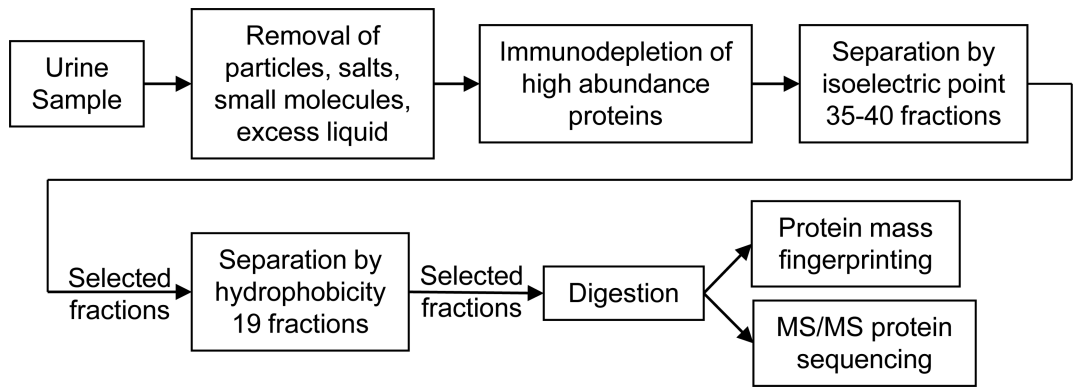 Urine
Sample
Removal of
particles, salts,
small molecules,
excess liquid
Immunodepletion of
high abundance
proteins
Separation by
isoelectric point
35-40 fractions
Selected
fractions
Separation by
hydrophobicity
19 fractions
Selected
fractions
Digestion
Protein mass
fingerprinting
MS/MS protein
sequencing